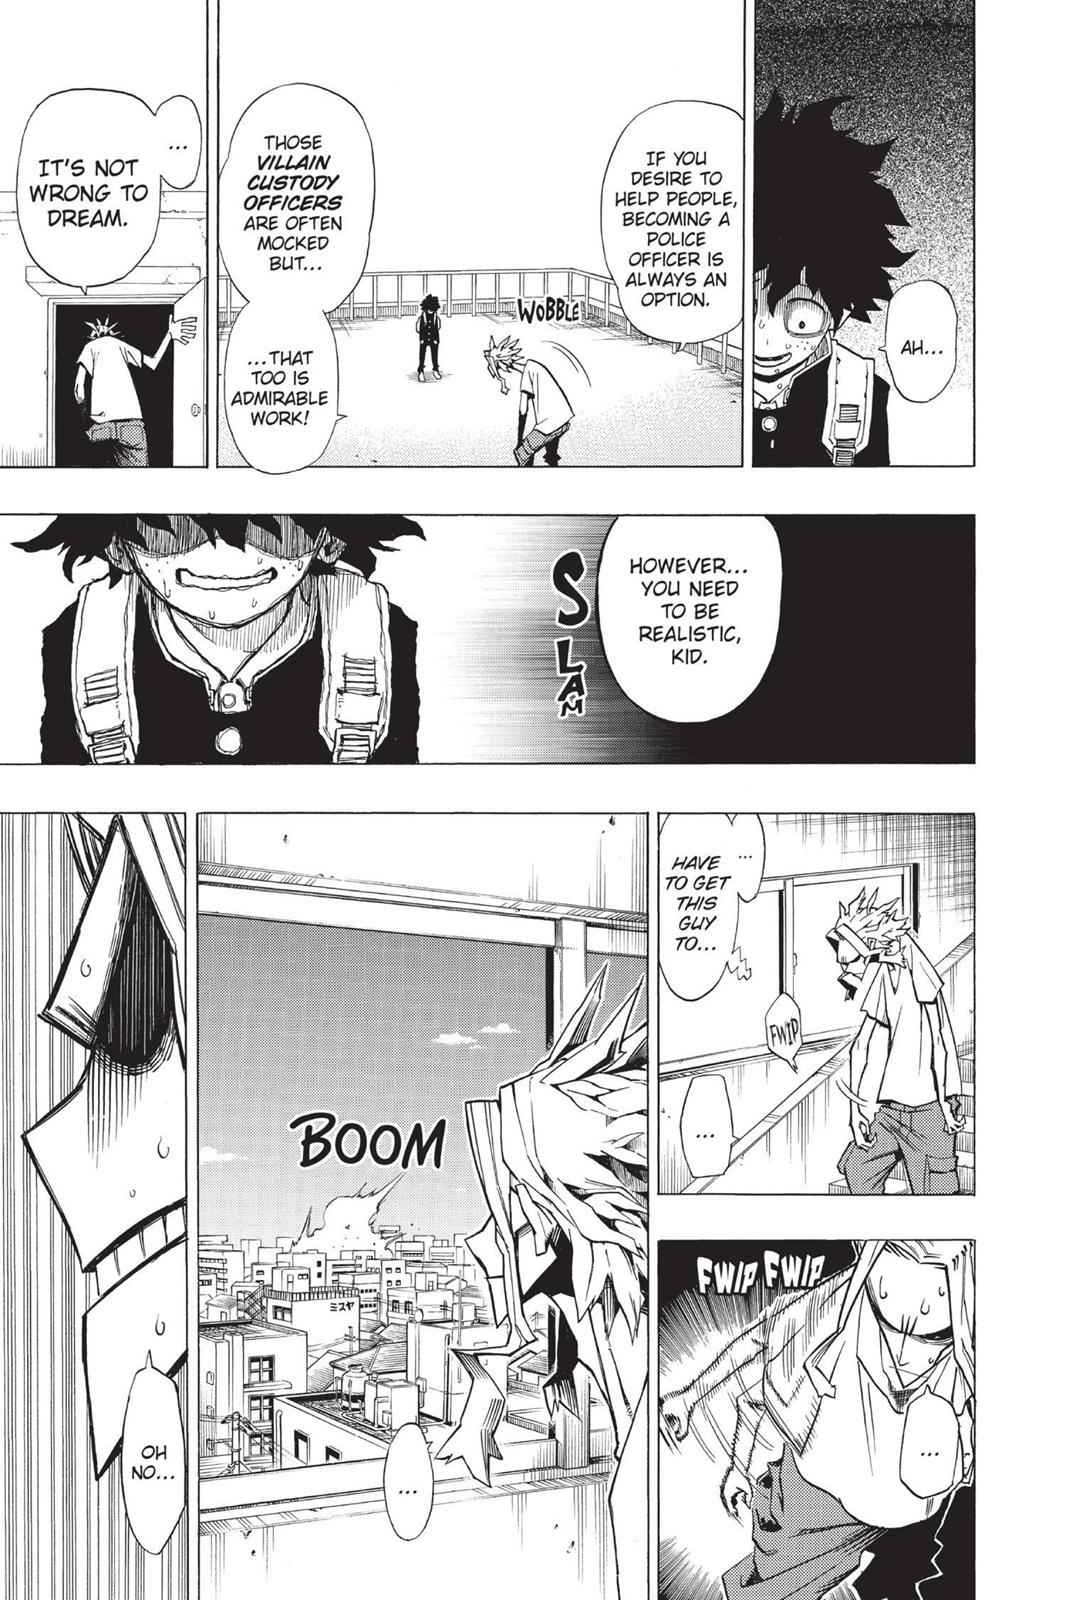 AH...
IF YOU
DESIRE TO
HELP PEOPLE,
BECOMING A
POLICE
OFFICER IS
ALWAYS AN
OPTION.
WOBBLE
THOSE
VILLAIN
CUSTODY
OFFICERS
ARE OFTEN
MOCKED
BUT...
...THAT
TOO IS
ADMIRABLE
WORK!
...
IT'S NOT
WRONG TO
DREAM.
HOWEVER...
YOU NEED
TO BE
REALISTIC,
KID.
SLAM
...
HAVE
TO GET
THIS
GUY
TO...
FWIP
...
FWIP FWIP
...
BOOM
ミスヤ
...
OH
NO...